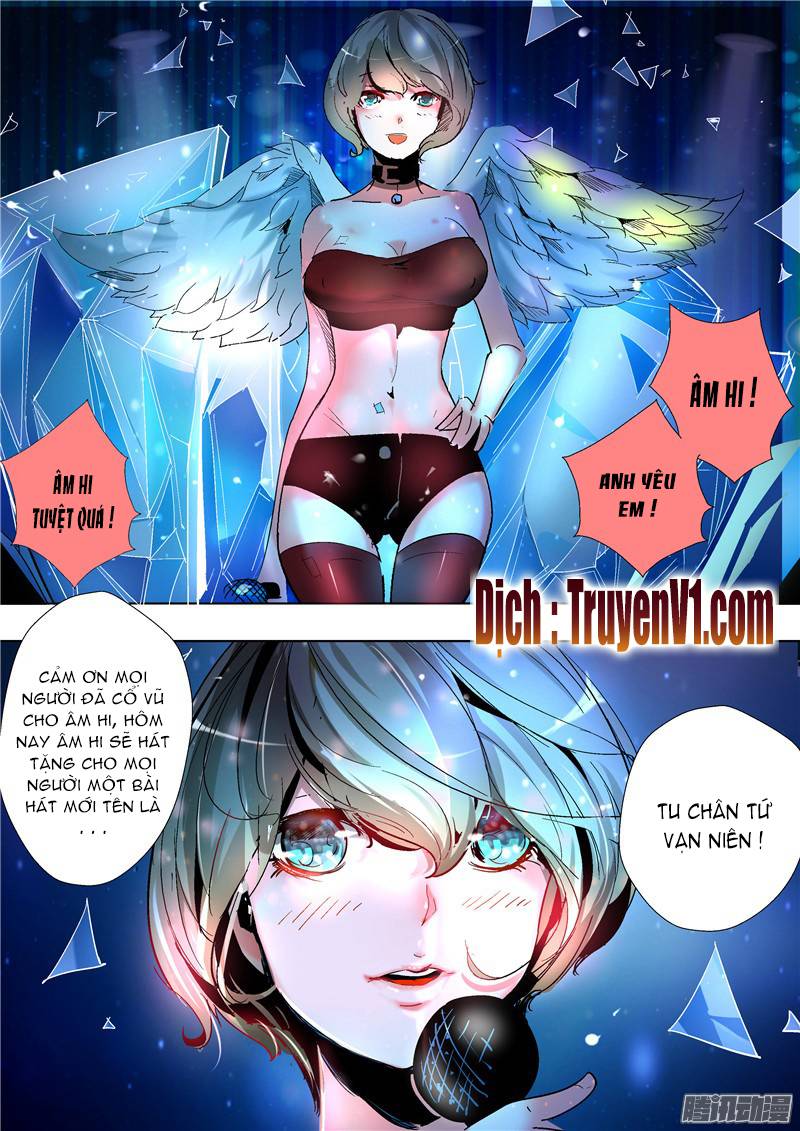 ÂM HI !
ANH YÊU
EM !
ÂM HI
TUYỆT QUÁ !
Dịch : TruyenV1.com
CẢM ƠN MỌI
NGƯỜI ĐÃ CỔ VŨ
CHO ÂM HI, HÔM
NAY ÂM HI SẼ HÁT
TẶNG CHO MỌI
NGƯỜI MỘT BÀI
HÁT MỚI TÊN LÀ
. . .
TU CHÂN TỨ
VẠN NIÊN !
腾讯动漫